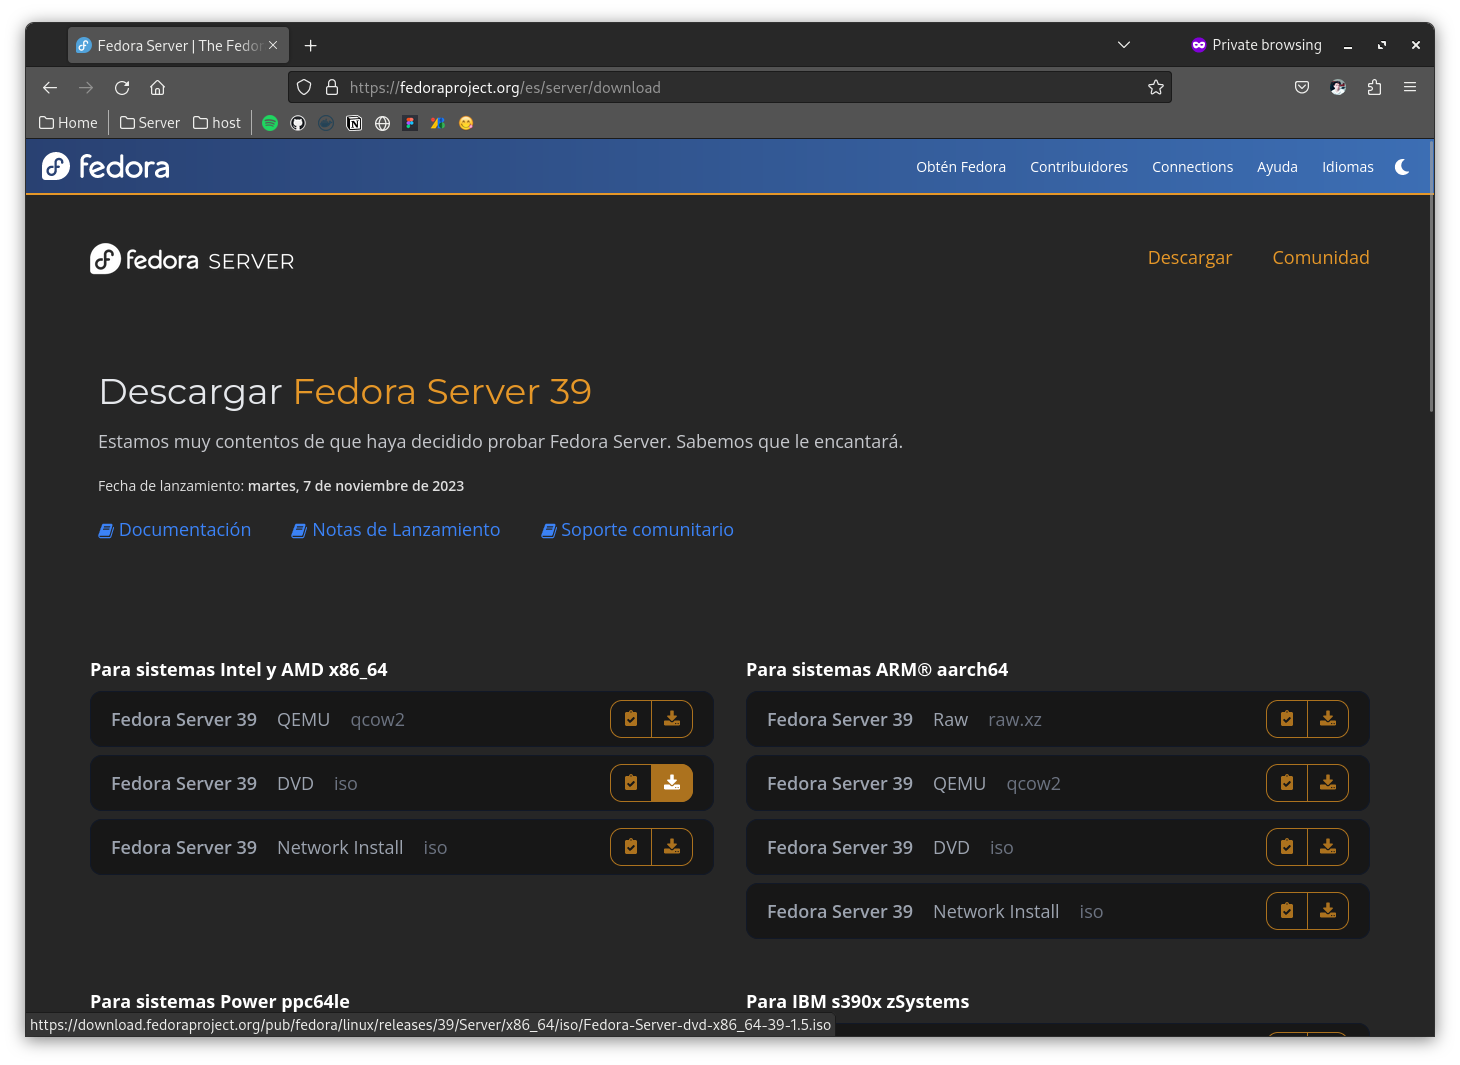 Fedora Server | The Fedor
Private browsing
https://fedoraproject.org/es/server/download
Home
Server
host
fedora
Obtén Fedora
Contribuidores
Connections
Ayuda
Idiomas
fedora SERVER
Descargar
Comunidad
Descargar Fedora Server 39
Estamos muy contentos de que haya decidido probar Fedora Server. Sabemos que le encantará.
Fecha de lanzamiento: martes, 7 de noviembre de 2023
Documentación
Notas de Lanzamiento
Soporte comunitario
Para sistemas Intel y AMD x86_64
Fedora Server 39 QEMU qcow2
Fedora Server 39 DVD iso
Fedora Server 39 Network Install iso
Para sistemas ARM® aarch64
Fedora Server 39 Raw raw.xz
Fedora Server 39 QEMU qcow2
Fedora Server 39 DVD iso
Fedora Server 39 Network Install iso
Para sistemas Power ppc64le
Para IBM s390x zSystems
https://download.fedoraproject.org/pub/fedora/linux/releases/39/Server/x86_64/iso/Fedora-Server-dvd-x86_64-39-1.5.iso